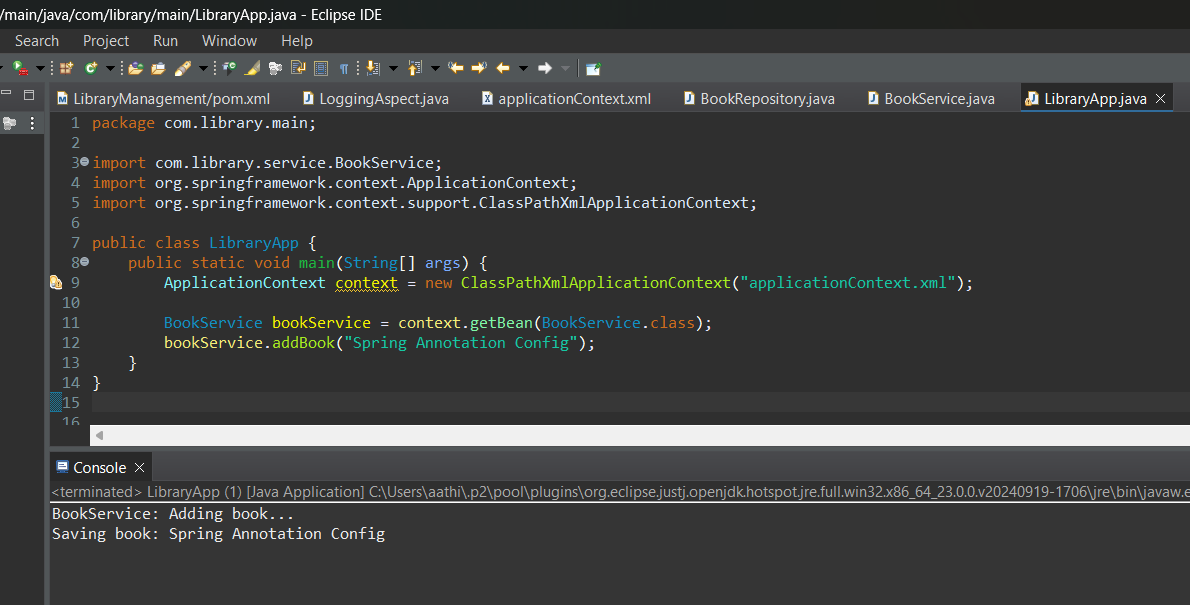 /main/java/com/library/main/LibraryApp.java - Eclipse IDE
Search Project Run Window Help
LibraryManagement/pom.xml LoggingAspect.java applicationContext.xml BookRepository.java BookService.java LibraryApp.java
1 package com.library.main;
2
3 import com.library.service.BookService;
4 import org.springframework.context.ApplicationContext;
5 import org.springframework.context.support.ClassPathXmlApplicationContext;
6
7 public class LibraryApp {
8 public static void main(String[] args) {
9 ApplicationContext context = new ClassPathXmlApplicationContext("applicationContext.xml");
10
11 BookService bookService = context.getBean(BookService.class);
12 bookService.addBook("Spring Annotation Config");
13 }
14 }
15
16
Console
<terminated> LibraryApp (1) [Java Application] C:\Users\aathi\.p2\pool\plugins\org.eclipse.justj.openjdk.hotspot.jre.full.win32.x86_64_23.0.0.v20240919-1706\jre\bin\javaw.e
BookService: Adding book...
Saving book: Spring Annotation Config